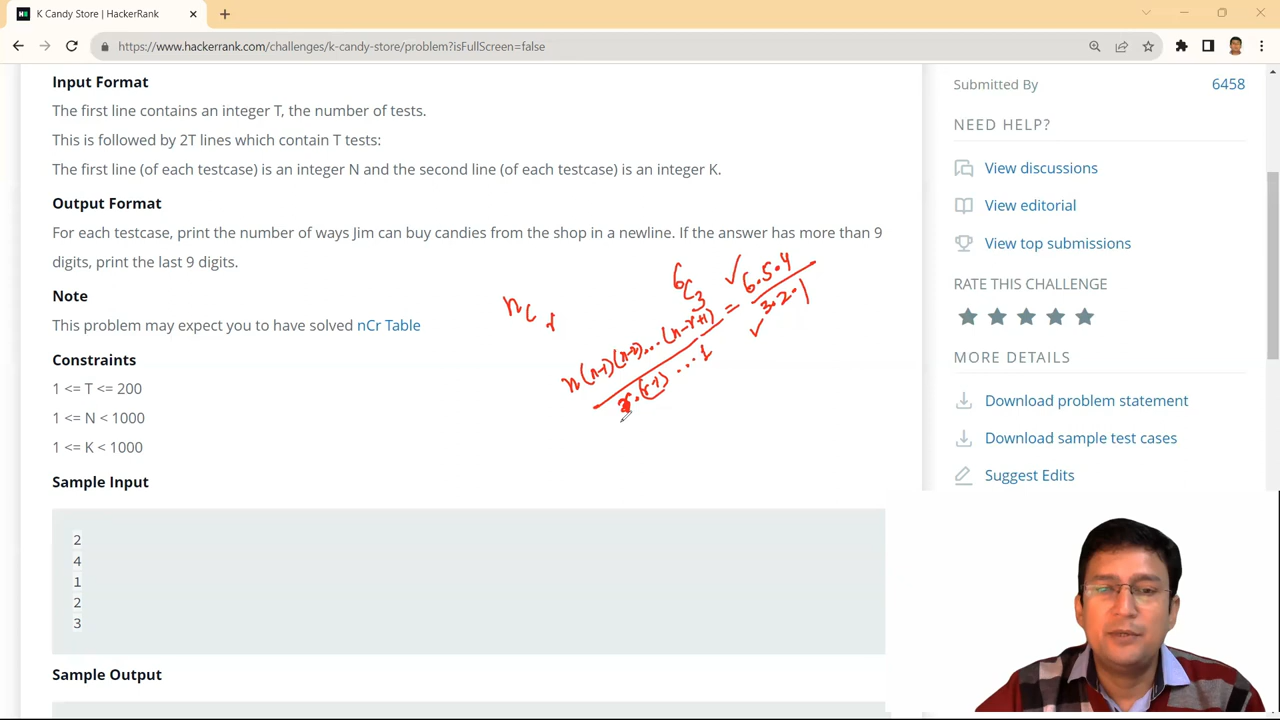 K Candy Store | HackerRank
https://www.hackerrank.com/challenges/k-candy-store/problem?isFullScreen=false
Input Format
The first line contains an integer T, the number of tests.
This is followed by 2T lines which contain T tests:
The first line (of each testcase) is an integer N and the second line (of each testcase) is an integer K.
Output Format
For each testcase, print the number of ways Jim can buy candies from the shop in a newline. If the answer has more than 9
digits, print the last 9 digits.
Note
This problem may expect you to have solved nCr Table
Constraints
1 <= T <= 200
1 <= N < 1000
1 <= K < 1000
Sample Input
2
4
1
2
3
Sample Output
nCr
n(n-1)(n-2)...(n-r+1)
r.(r-1)...1
6C3 = 6.5.4
3.2.1
Submitted By 6458
NEED HELP?
View discussions
View editorial
View top submissions
RATE THIS CHALLENGE
MORE DETAILS
Download problem statement
Download sample test cases
Suggest Edits